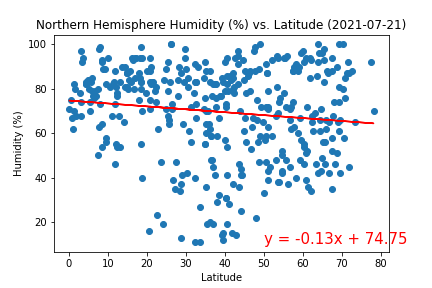 Northern Hemisphere Humidity (%) vs. Latitude (2021-07-21)
100
80
60
40
20
Humidity (%)
y = -0.13x + 74.75
0 10 20 30 40 50 60 70 80
Latitude